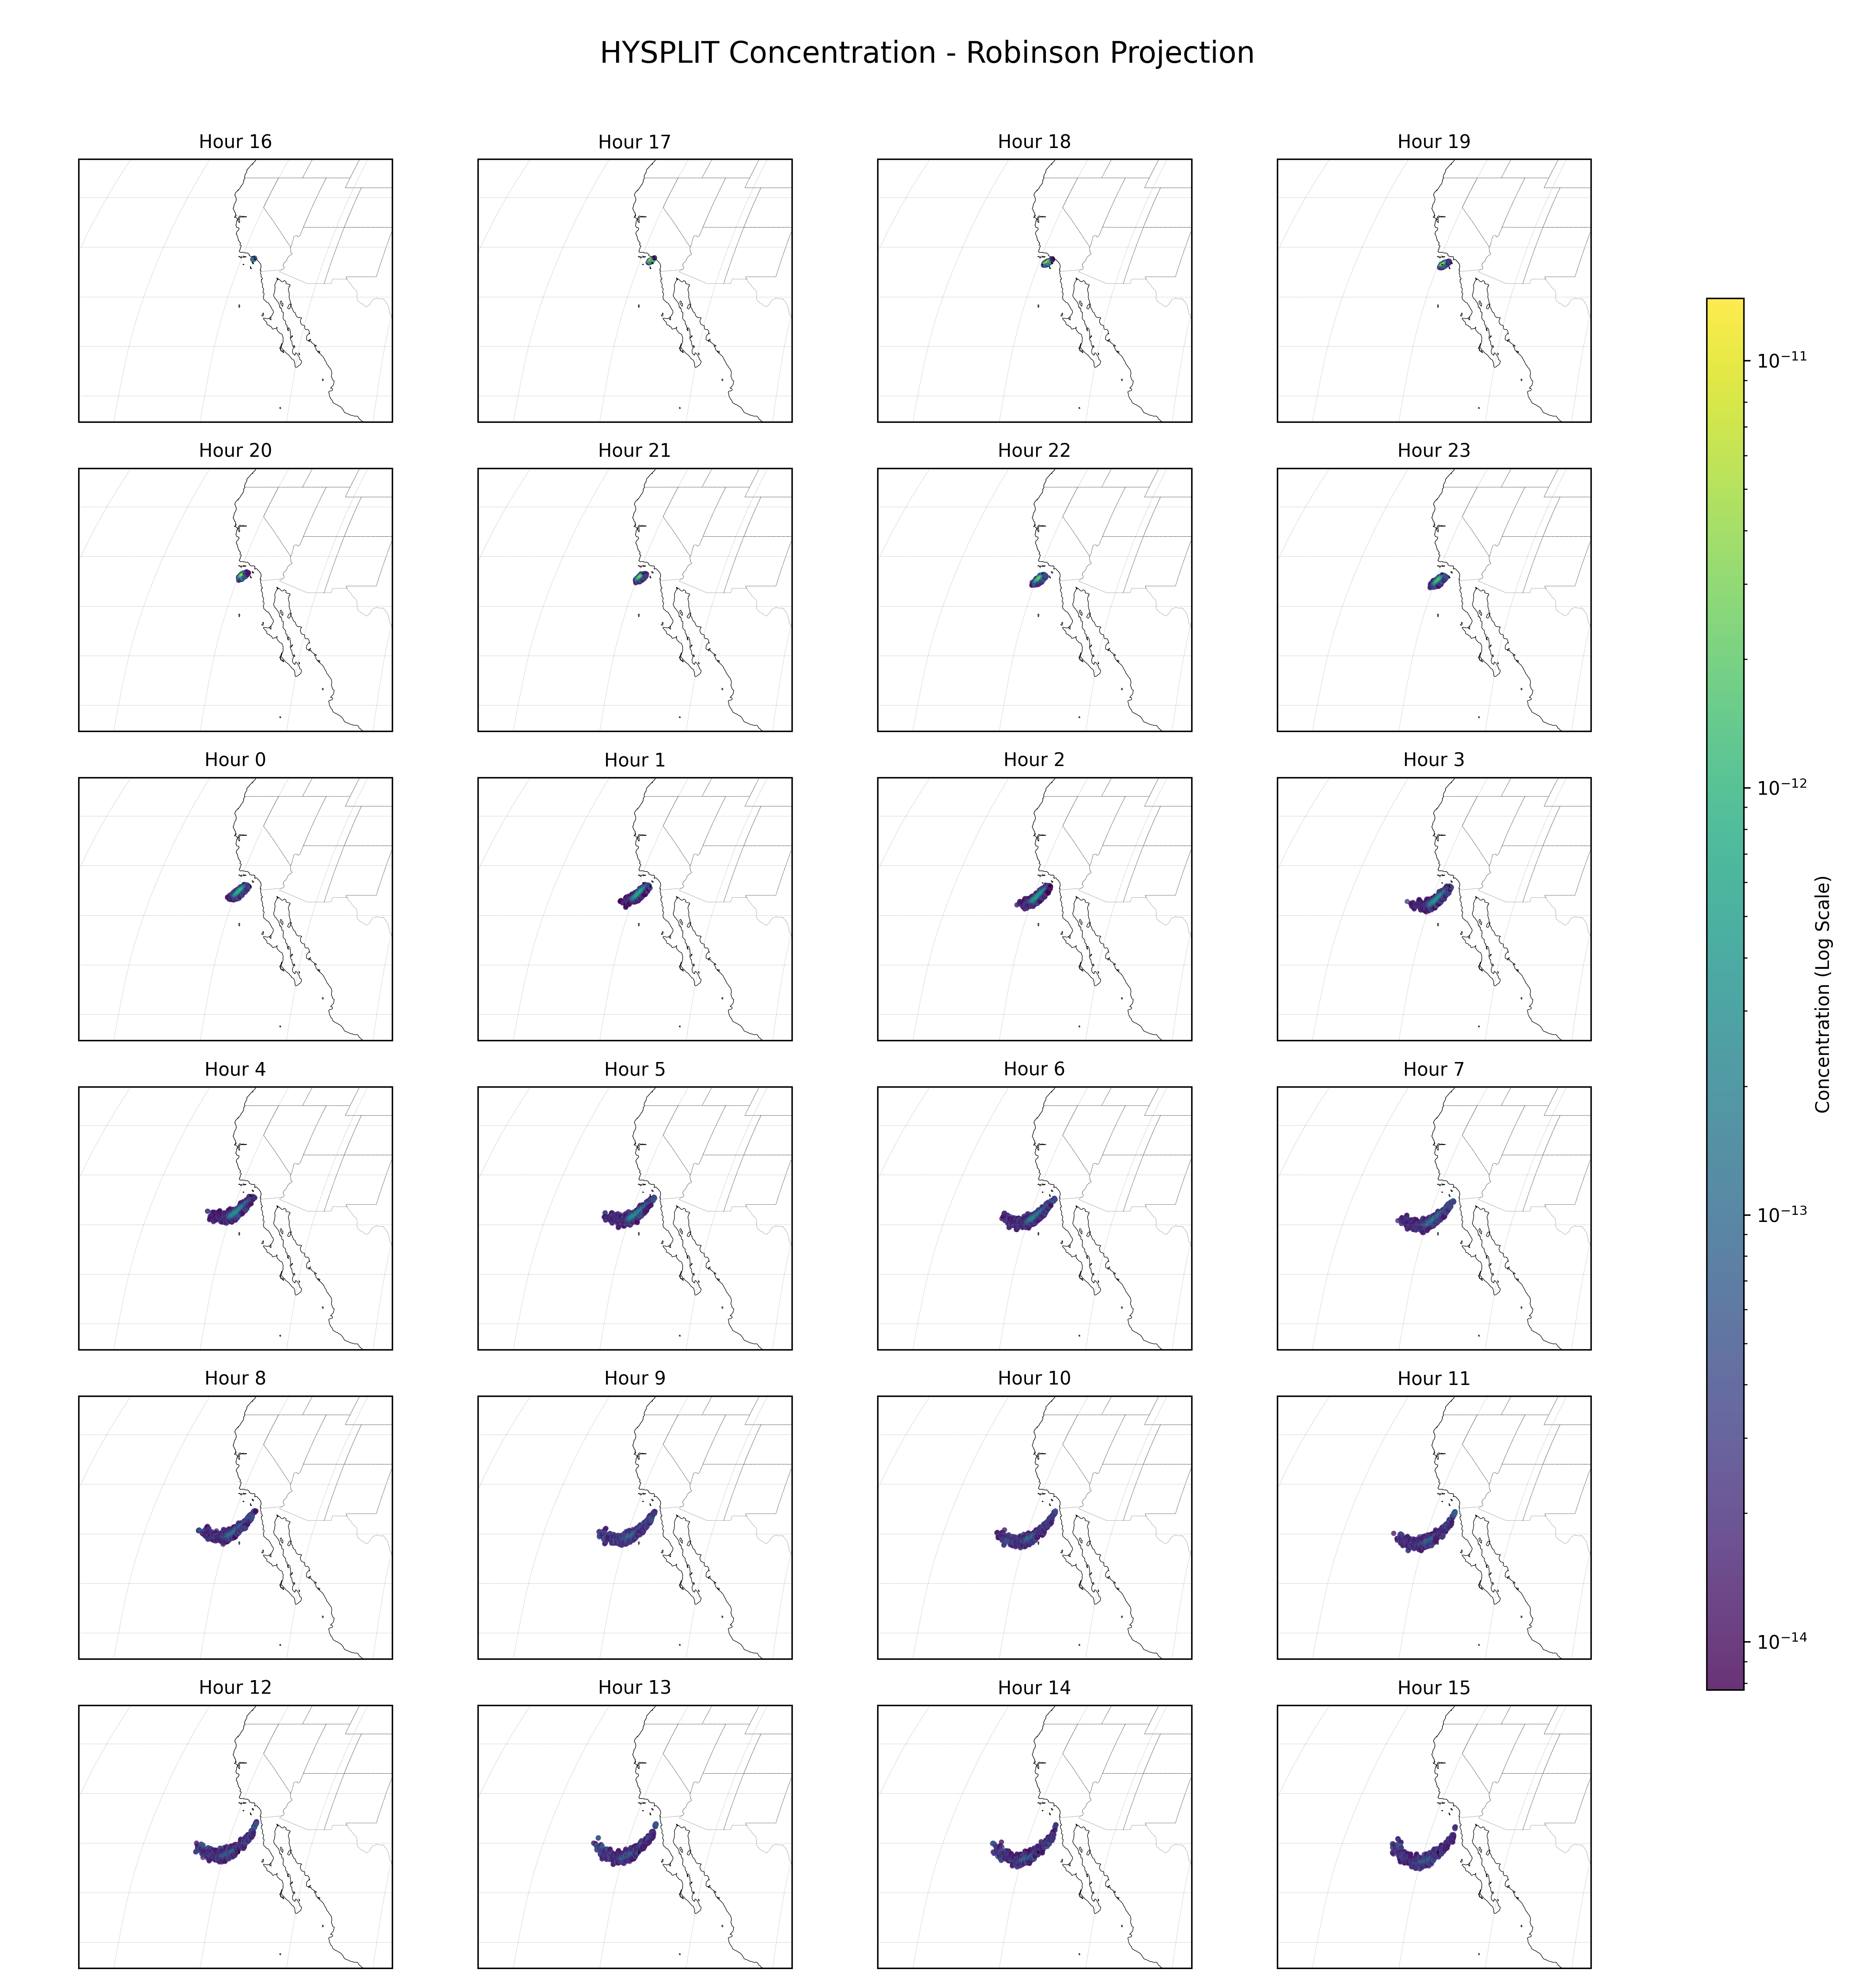 HYSPLIT Concentration - Robinson Projection
Hour 16
Hour 17
Hour 18
Hour 19
Hour 20
Hour 21
Hour 22
Hour 23
Hour 0
Hour 1
Hour 2
Hour 3
Hour 4
Hour 5
Hour 6
Hour 7
Hour 8
Hour 9
Hour 10
Hour 11
Hour 12
Hour 13
Hour 14
Hour 15
10⁻¹¹
10⁻¹²
10⁻¹³
10⁻¹⁴
Concentration (Log Scale)